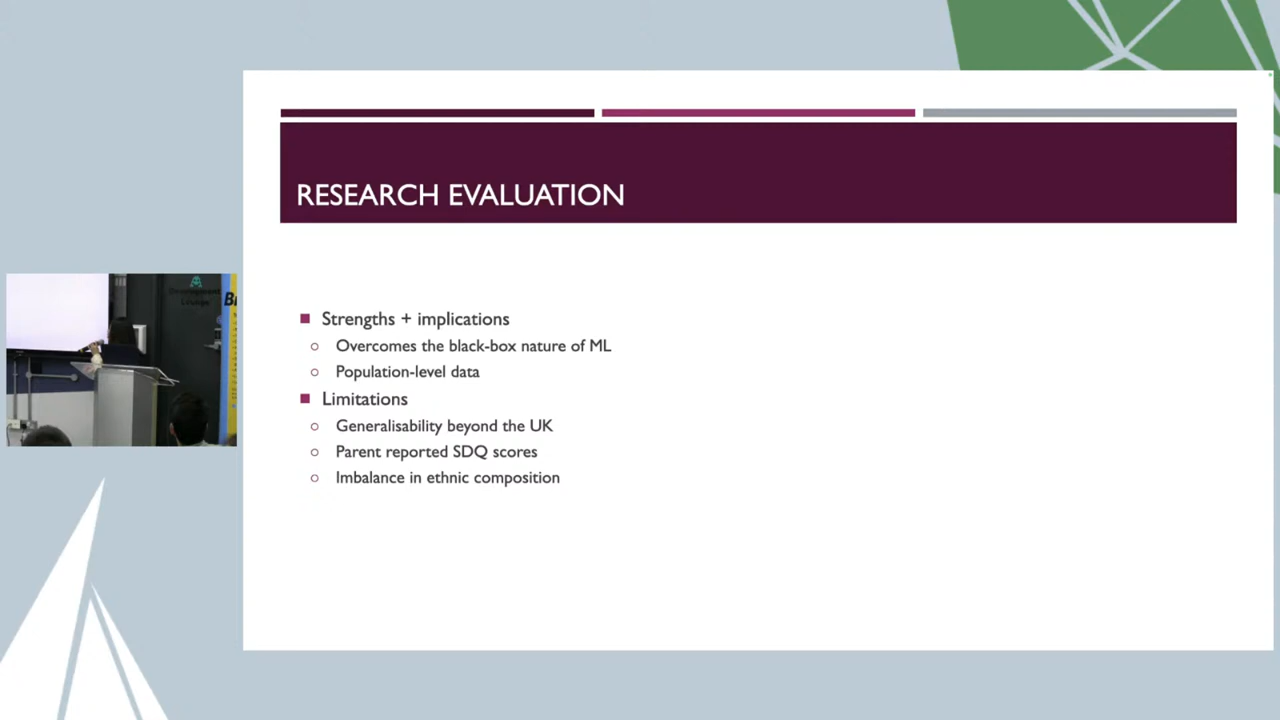 RESEARCH EVALUATION
Strengths + implications
Overcomes the black-box nature of ML
Population-level data
Limitations
Generalisability beyond the UK
Parent reported SDQ scores
Imbalance in ethnic composition